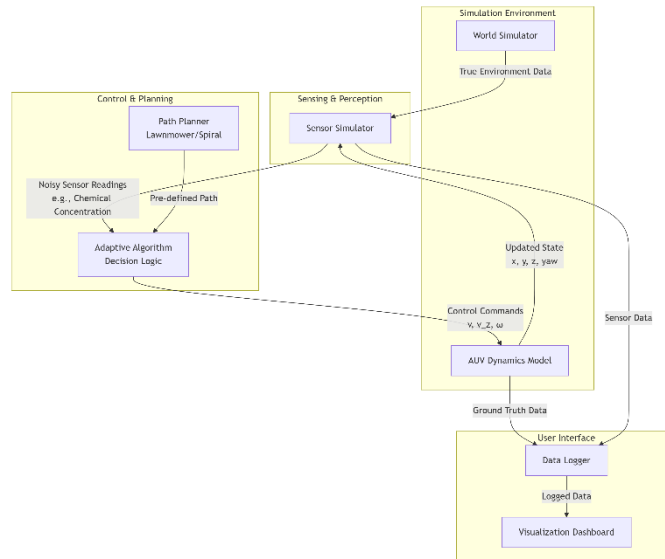 Simulation Environment
World Simulator
True Environment Data
Control & Planning
Sensing & Perception
Path Planner
Lawnmower/Spiral
Sensor Simulator
Noisy Sensor Readings
e.g., Chemical
Concentration
Pre-defined Path
Adaptive Algorithm
Decision Logic
Updated State
x, y, z, yaw
Control Commands
v, v_z, ω
Sensor Data
AUV Dynamics Model
Ground Truth Data
User Interface
Data Logger
Logged Data
Visualization Dashboard